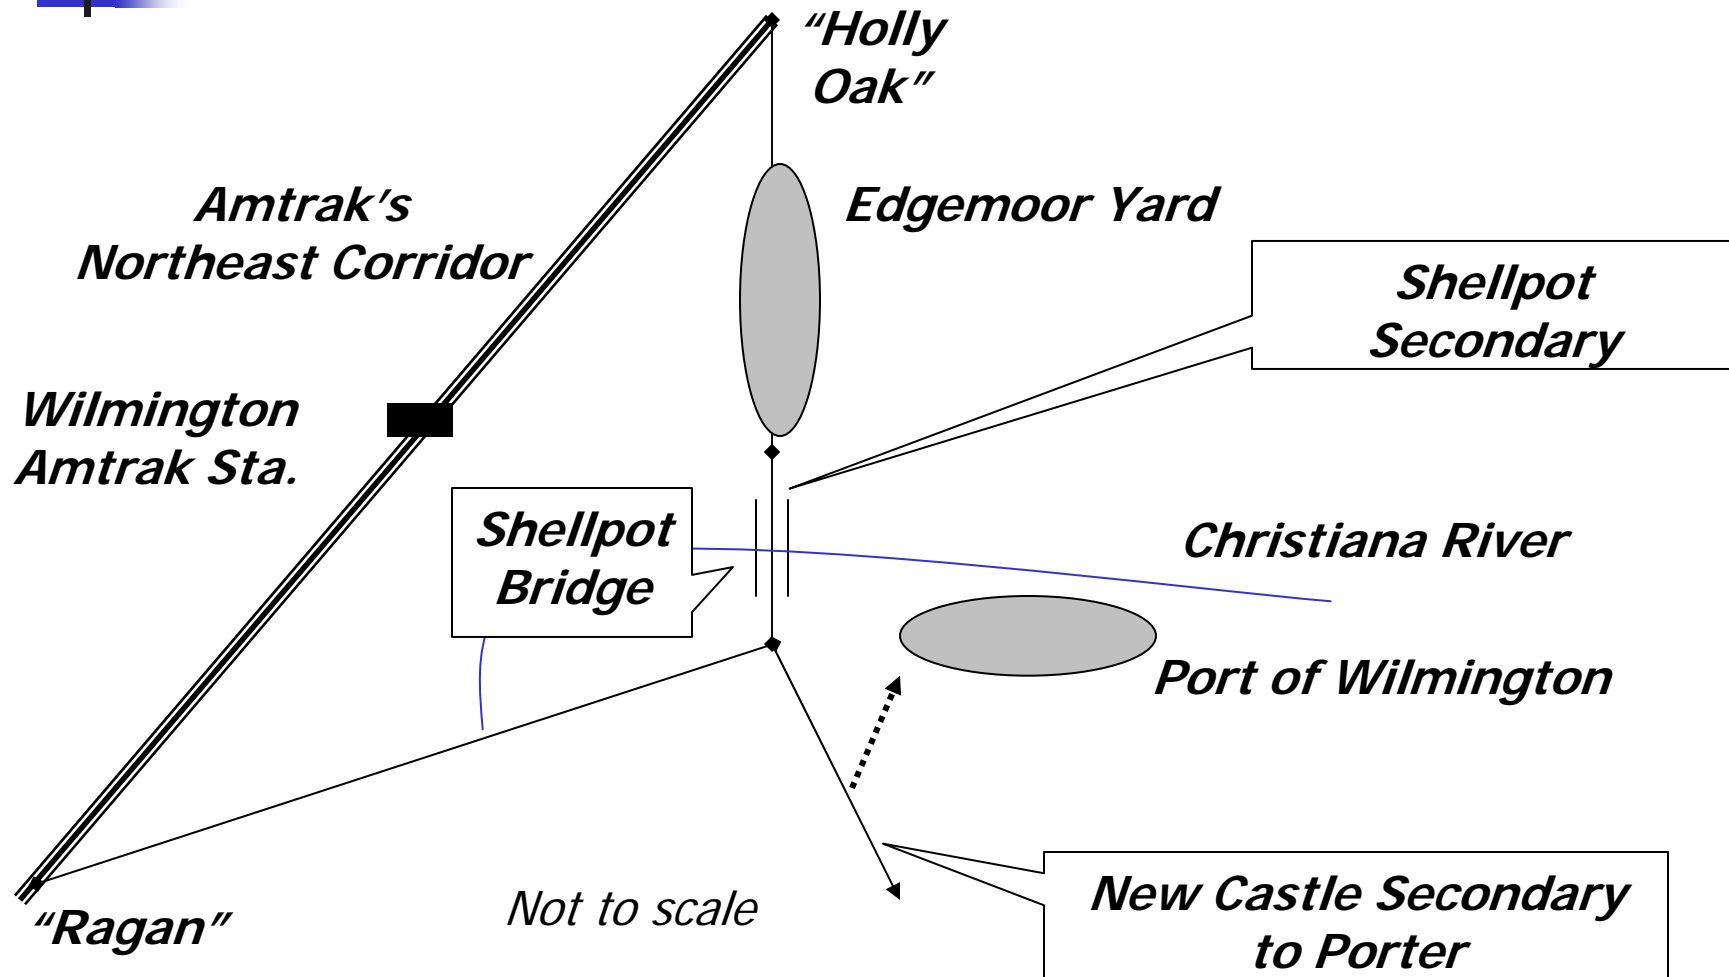 “Holly
Oak”
Amtrak’s
Northeast Corridor
Edgemoor Yard
Shellpot
Secondary
Wilmington
Amtrak Sta.
Shellpot
Bridge
Christiana River
Port of Wilmington
“Ragan”
Not to scale
New Castle Secondary
to Porter